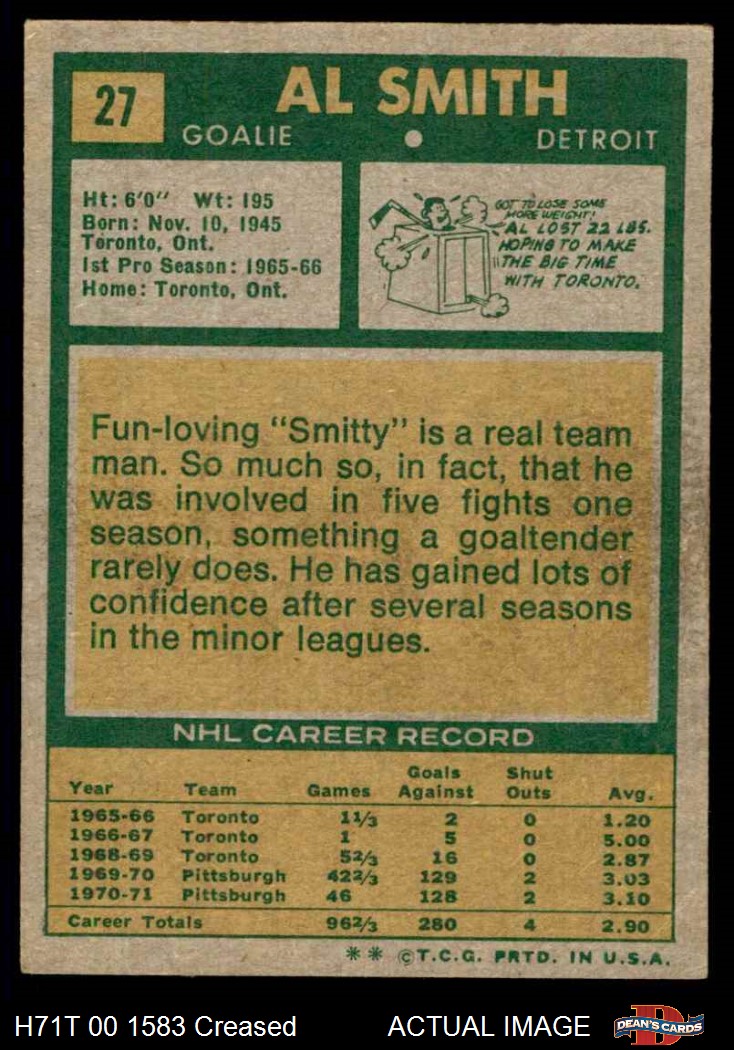 27
AL SMITH
GOALIE ● DETROIT
Ht: 6'0" Wt: 195
Born: Nov. 10, 1945
Toronto, Ont.
1st Pro Season: 1965-66
Home: Toronto, Ont.
GOT TO LOSE SOME
MORE WEIGHT!
AL LOST 22 LBS.
HOPING TO MAKE
THE BIG TIME
WITH TORONTO.
Fun-loving "Smitty" is a real team
man. So much so, in fact, that he
was involved in five fights one
season, something a goaltender
rarely does. He has gained lots of
confidence after several seasons
in the minor leagues.
NHL CAREER RECORD
Year Team Games Goals Against Shut Outs Avg.
1965-66 Toronto 11/3 2 0 1.20
1966-67 Toronto 1 5 0 5.00
1968-69 Toronto 52/3 16 0 2.87
1969-70 Pittsburgh 422/3 129 2 3.03
1970-71 Pittsburgh 46 128 2 3.10
Career Totals 962/3 280 4 2.90
** ©T.C.G. PRTD. IN U.S.A.
H71T 00 1583 Creased ACTUAL IMAGE
D
DEAN'S CARDS